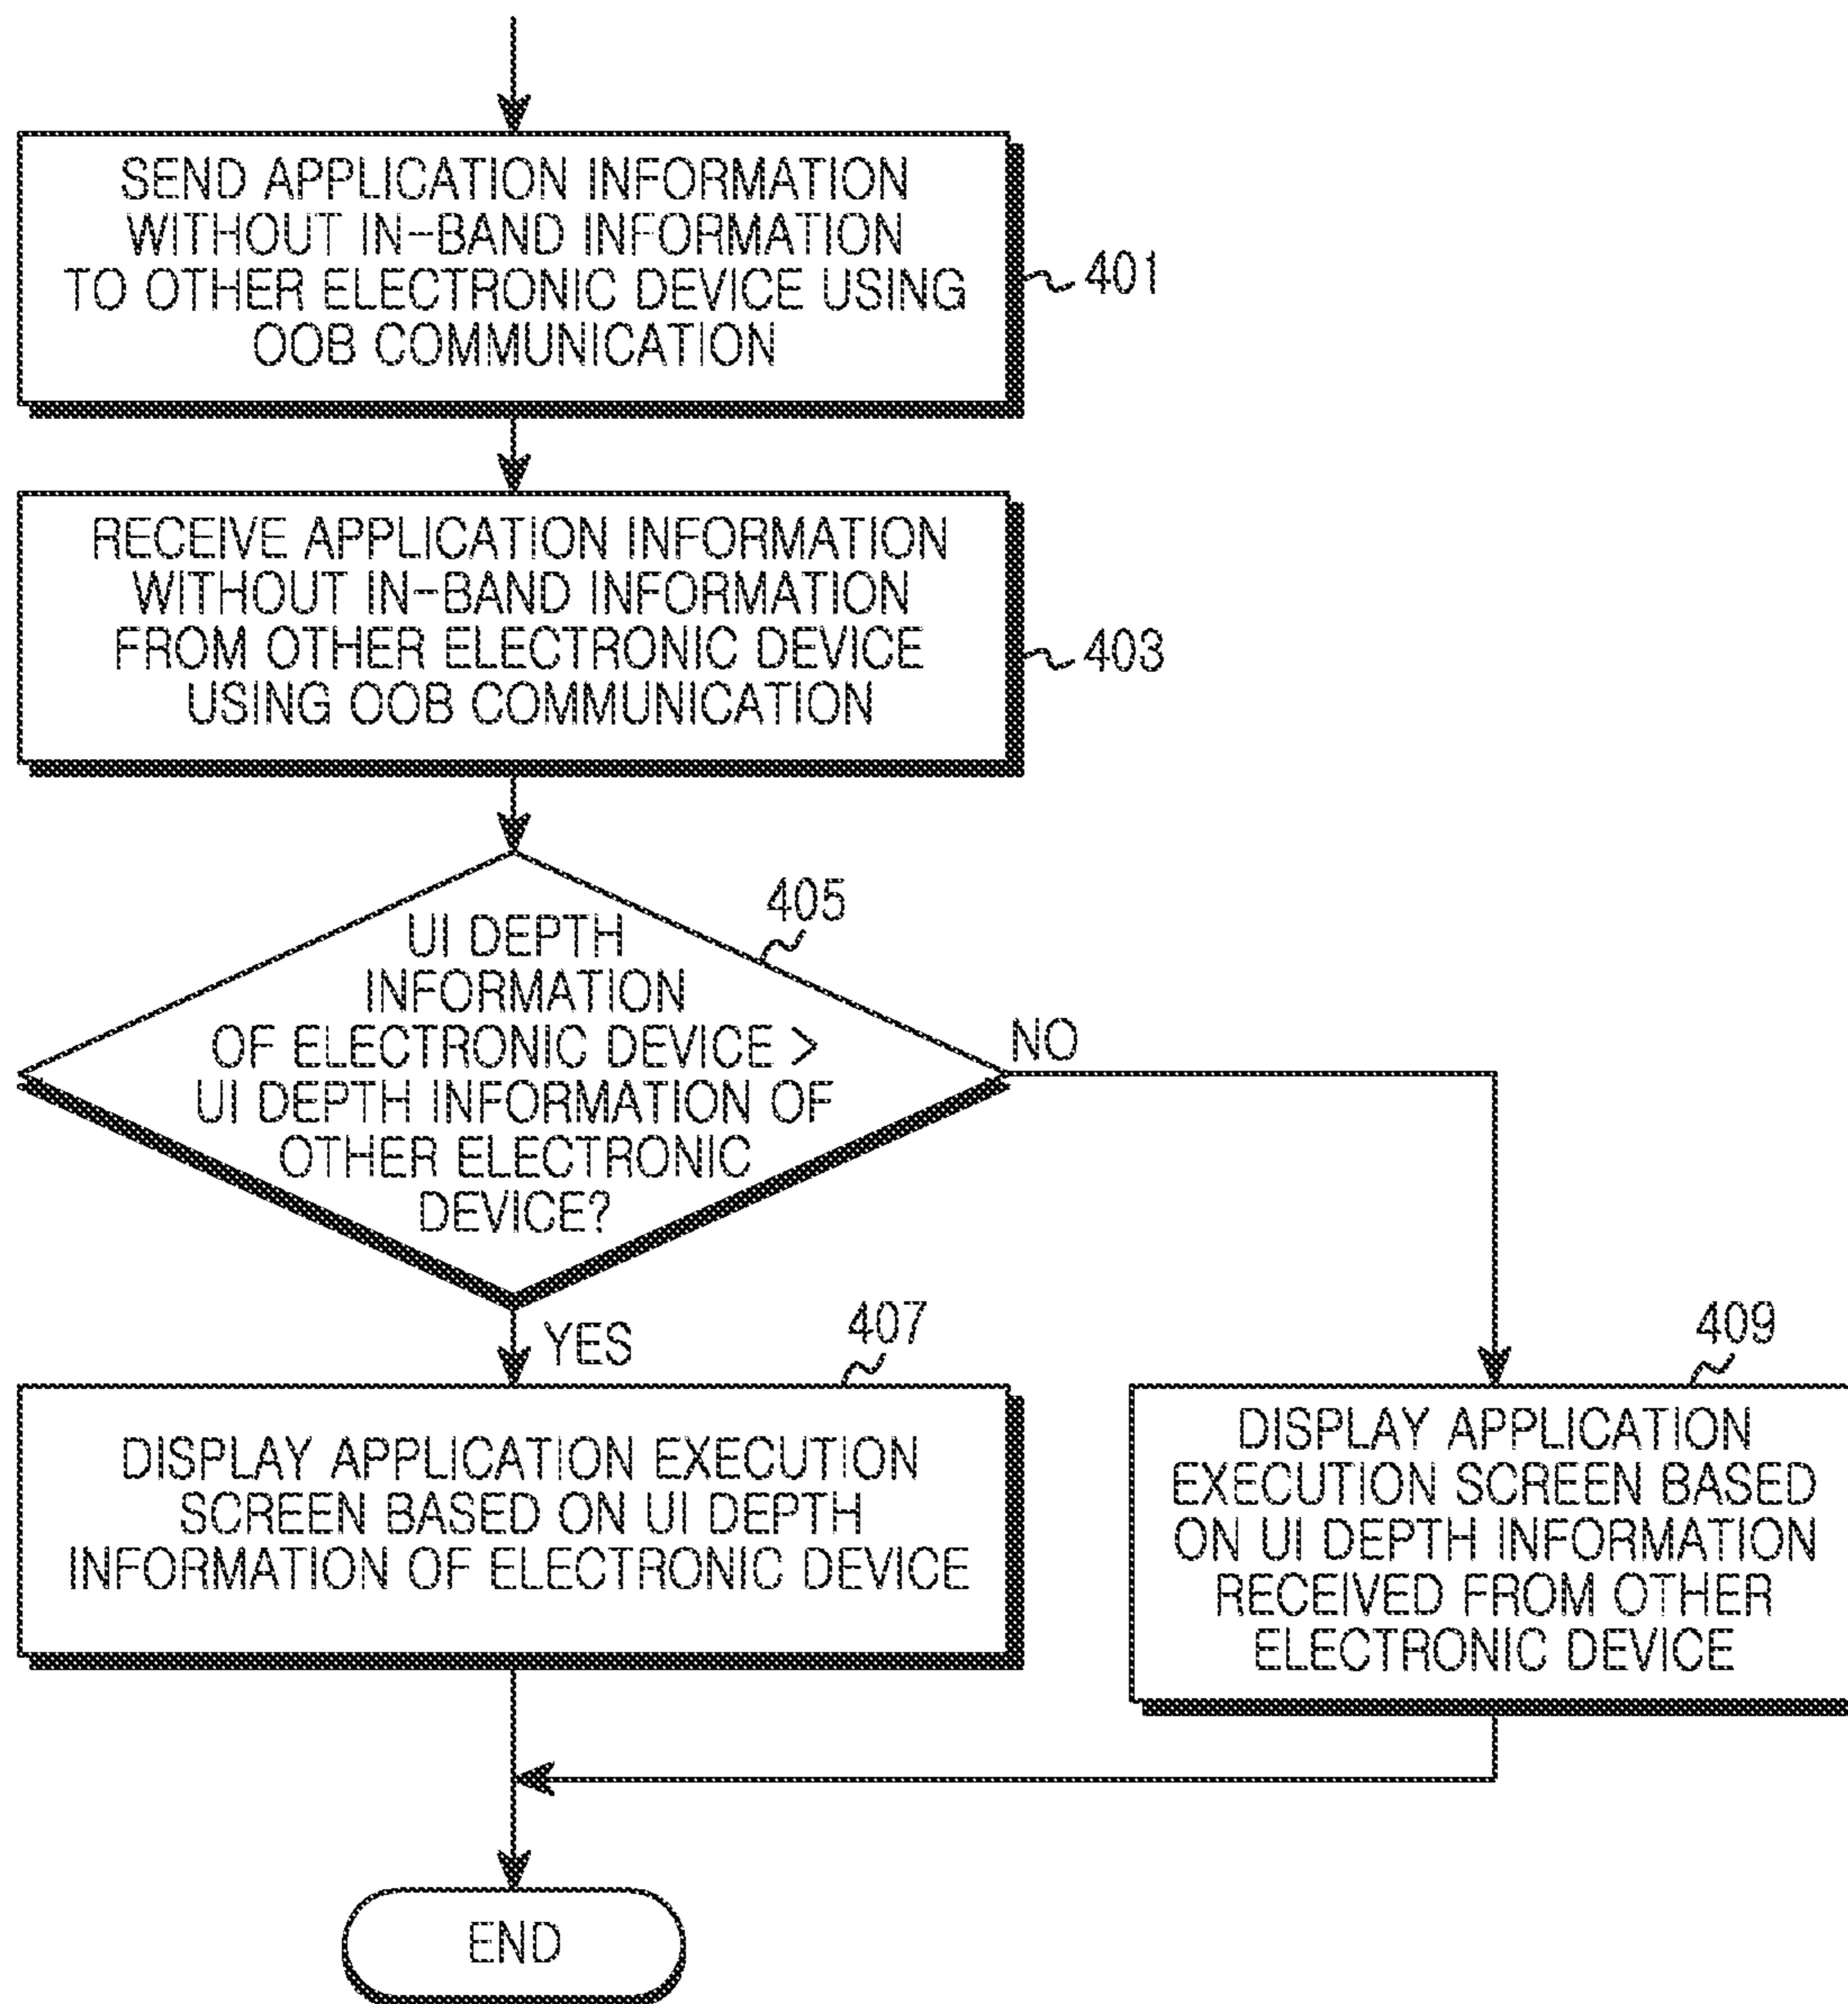 SEND APPLICATION INFORMATION
WITHOUT IN-BAND INFORMATION
TO OTHER ELECTRONIC DEVICE USING
OOB COMMUNICATION
401
RECEIVE APPLICATION INFORMATION
WITHOUT IN-BAND INFORMATION
FROM OTHER ELECTRONIC DEVICE
USING OOB COMMUNICATION
403
405
UI DEPTH
INFORMATION
OF ELECTRONIC DEVICE >
UI DEPTH INFORMATION OF
OTHER ELECTRONIC
DEVICE?
NO
YES
407
DISPLAY APPLICATION EXECUTION
SCREEN BASED ON UI DEPTH
INFORMATION OF ELECTRONIC DEVICE
409
DISPLAY APPLICATION
EXECUTION SCREEN BASED
ON UI DEPTH INFORMATION
RECEIVED FROM OTHER
ELECTRONIC DEVICE
END